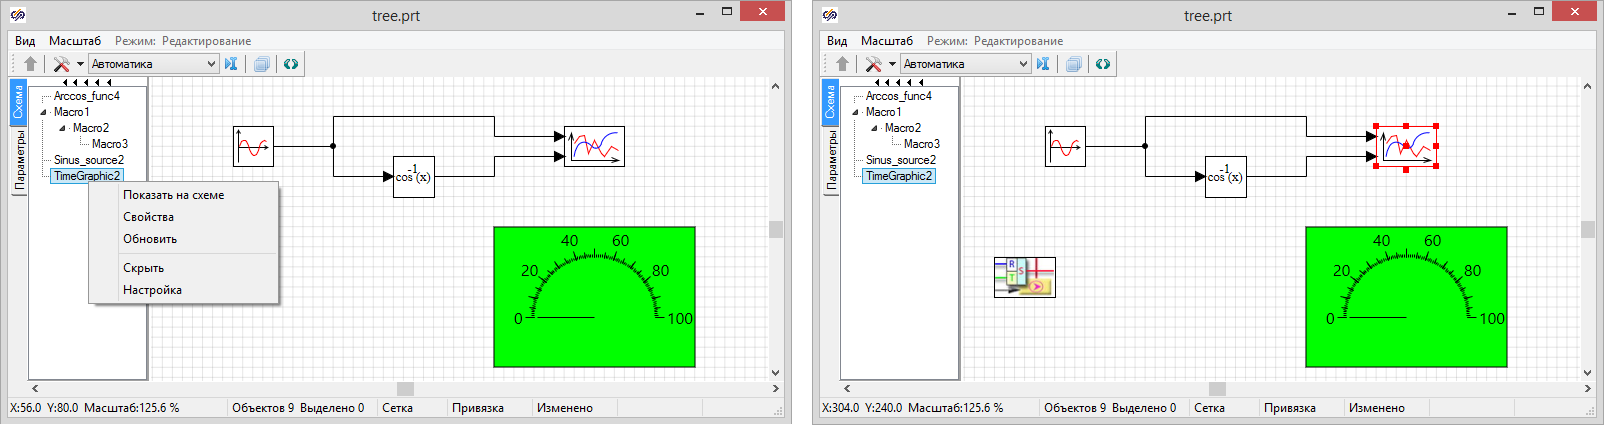 tree.prt
Вид Масштаб Режим: Редактирование
Автоматика
Схема
Параметры
Arccos_func4
Macro1
Macro2
Macro3
Sinus_source2
TimeGraphic2
Показать на схеме
Свойства
Обновить
Скрыть
Настройка
-1
cos (x)
0 20 40 60 80 100
X:56.0 Y:80.0 Масштаб:125.6 % Объектов 9 Выделено 0 Сетка Привязка Изменено
tree.prt
Вид Масштаб Режим: Редактирование
Автоматика
Схема
Параметры
Arccos_func4
Macro1
Macro2
Macro3
Sinus_source2
TimeGraphic2
-1
cos (x)
R
S
T
0 20 40 60 80 100
X:304.0 Y:240.0 Масштаб:125.6 % Объектов 9 Выделено 0 Сетка Привязка Изменено